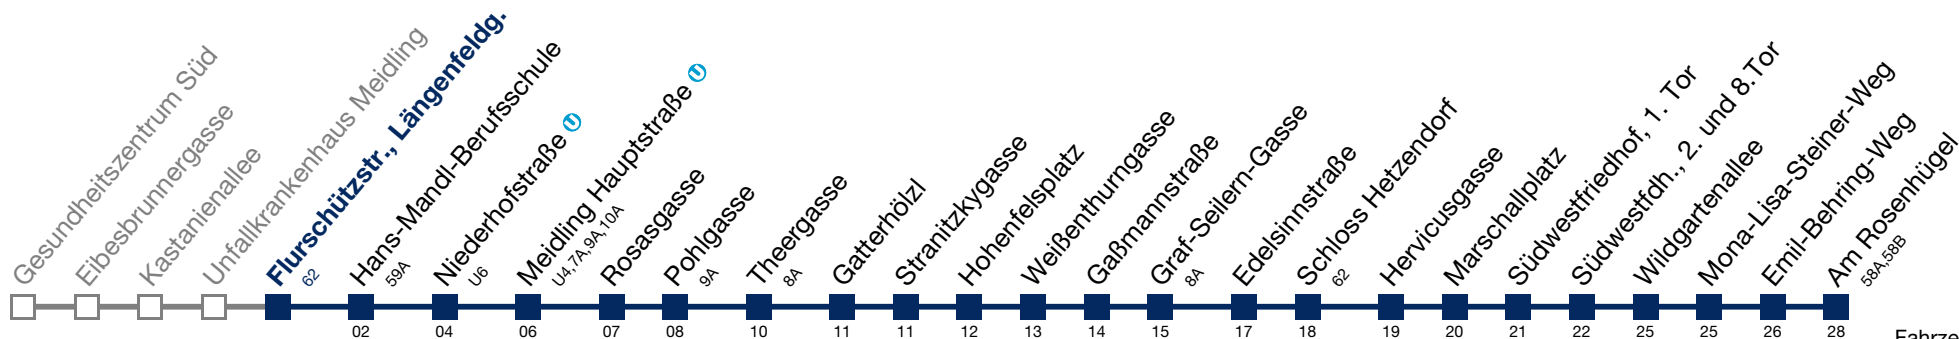 Gesundheitszentrum Süd
Eibesbrunnergasse
Kastanienallee
Unfallkrankenhaus Meidling
Flurschützstr., Längenfeldg.
62
Hans-Mandl-Berufsschule
59A
Niederhofstraße U
U6
Meidling Hauptstraße U
U4,7A,9A,10A
Rosasgasse
Pohlgasse
9A
Theergasse
8A
Gatterhölzl
Stranitzkygasse
Hohenfelsplatz
Weißenthurngasse
Gaßmannstraße
Graf-Seilern-Gasse
8A
Edelsinnstraße
Schloss Hetzendorf
62
Hervicusgasse
Marschallplatz
Südwestfriedhof, 1. Tor
Südwestfdh., 2. und 8. Tor
Wildgartenallee
Mona-Lisa-Steiner-Weg
Emil-Behring-Weg
Am Rosenhügel
58A,58B
02 04 06 07 08 10 11 11 12 13 14 15 17 18 19 20 21 22 25 25 26 28